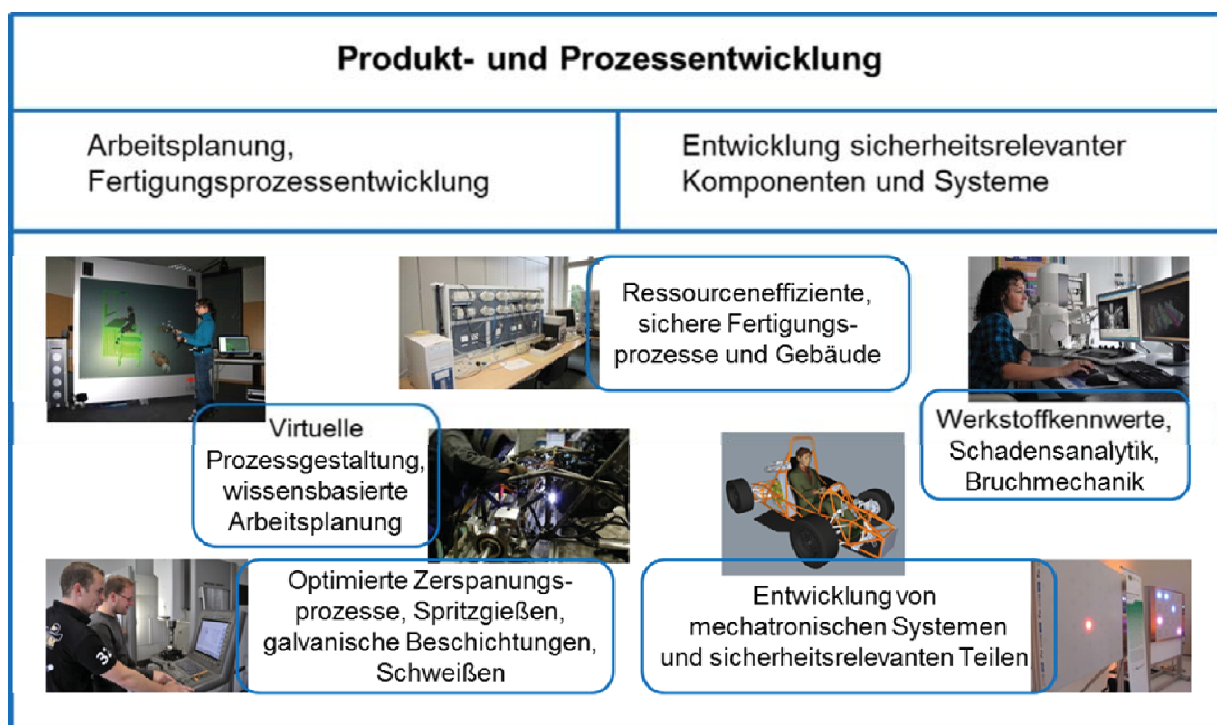 Produkt- und Prozessentwicklung
Arbeitsplanung,
Fertigungsprozessentwicklung
Entwicklung sicherheitsrelevanter
Komponenten und Systeme
Ressourceneffiziente,
sichere Fertigungs-
prozesse und Gebäude
Virtuelle
Prozessgestaltung,
wissensbasierte
Arbeitsplanung
Werkstoffkennwerte,
Schadensanalytik,
Bruchmechanik
Optimierte Zerspanungs-
prozesse, Spritzgießen,
galvanische Beschichtungen,
Schweißen
Entwicklung von
mechatronischen Systemen
und sicherheitsrelevanten Teilen